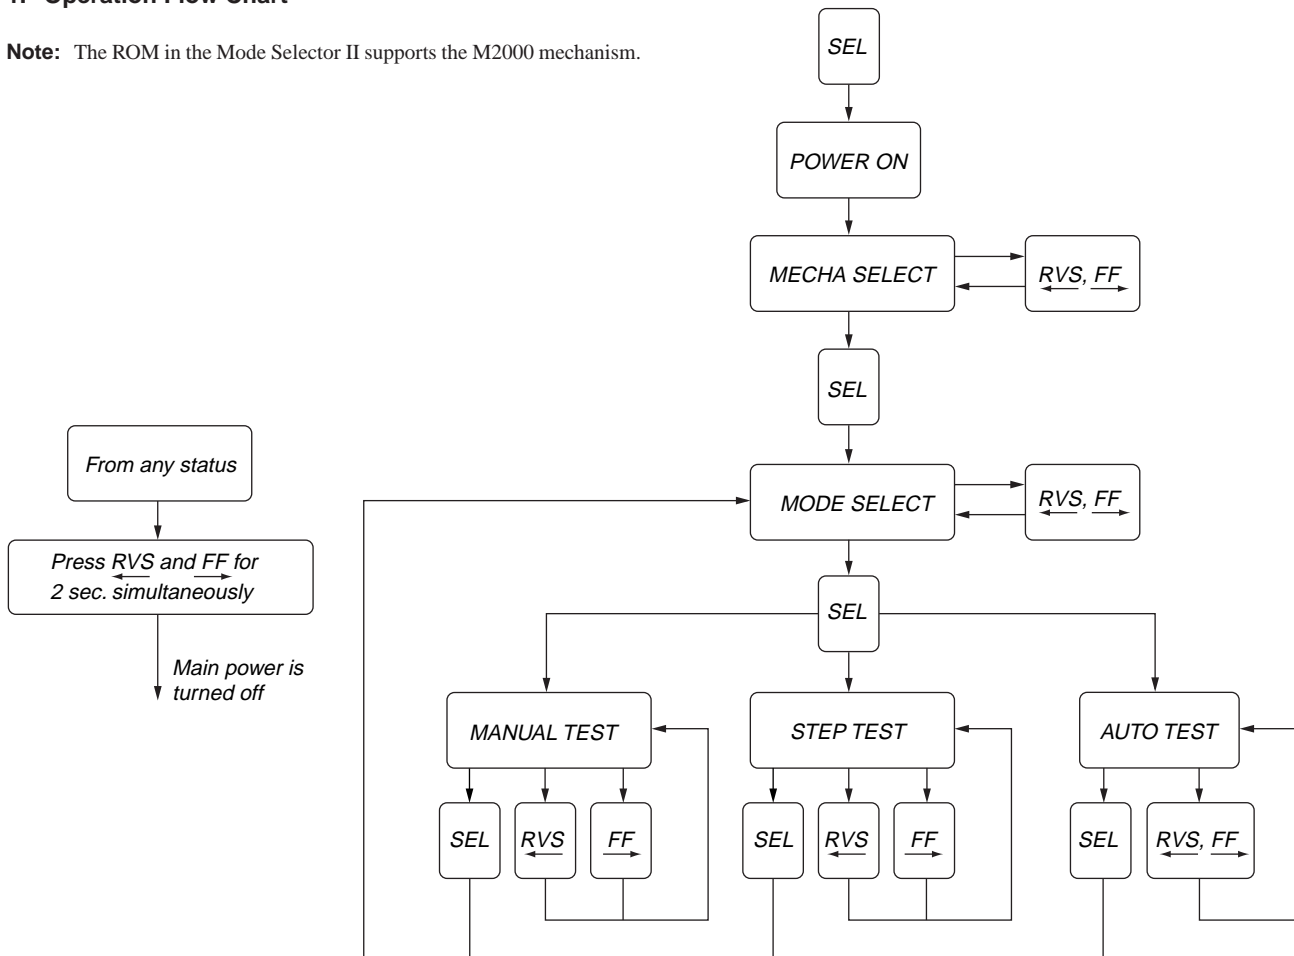 1. Operation Flow Chart
Note: The ROM in the Mode Selector II supports the M2000 mechanism.
SEL
POWER ON
MECHA SELECT
RVS, FF
SEL
From any status
MODE SELECT
RVS, FF
Press RVS and FF for
2 sec. simultaneously
SEL
Main power is
turned off
MANUAL TEST
STEP TEST
AUTO TEST
SEL
RVS
FF
SEL
RVS
FF
SEL
RVS, FF